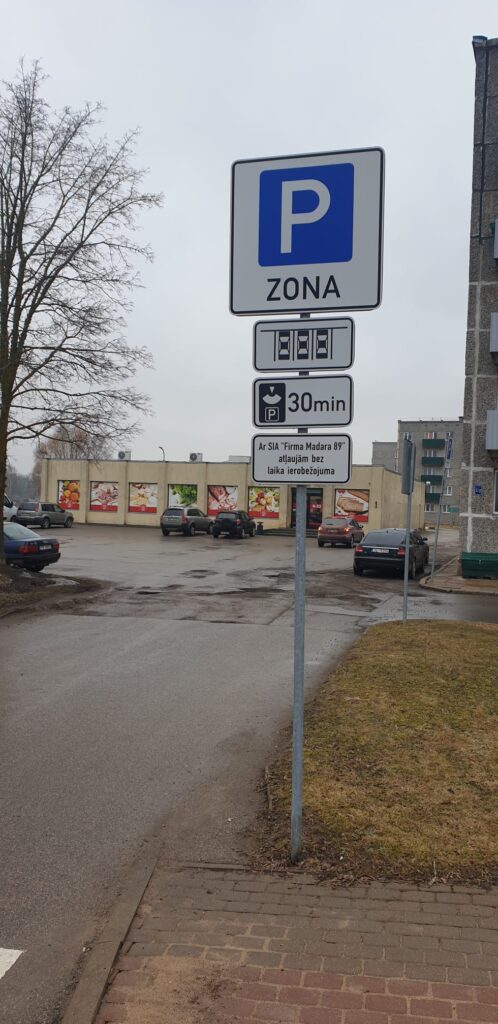 P
ZONA
P 30min
Ar SIA "Firma Madara 89"
atļaujām bez
laika ierobežojuma